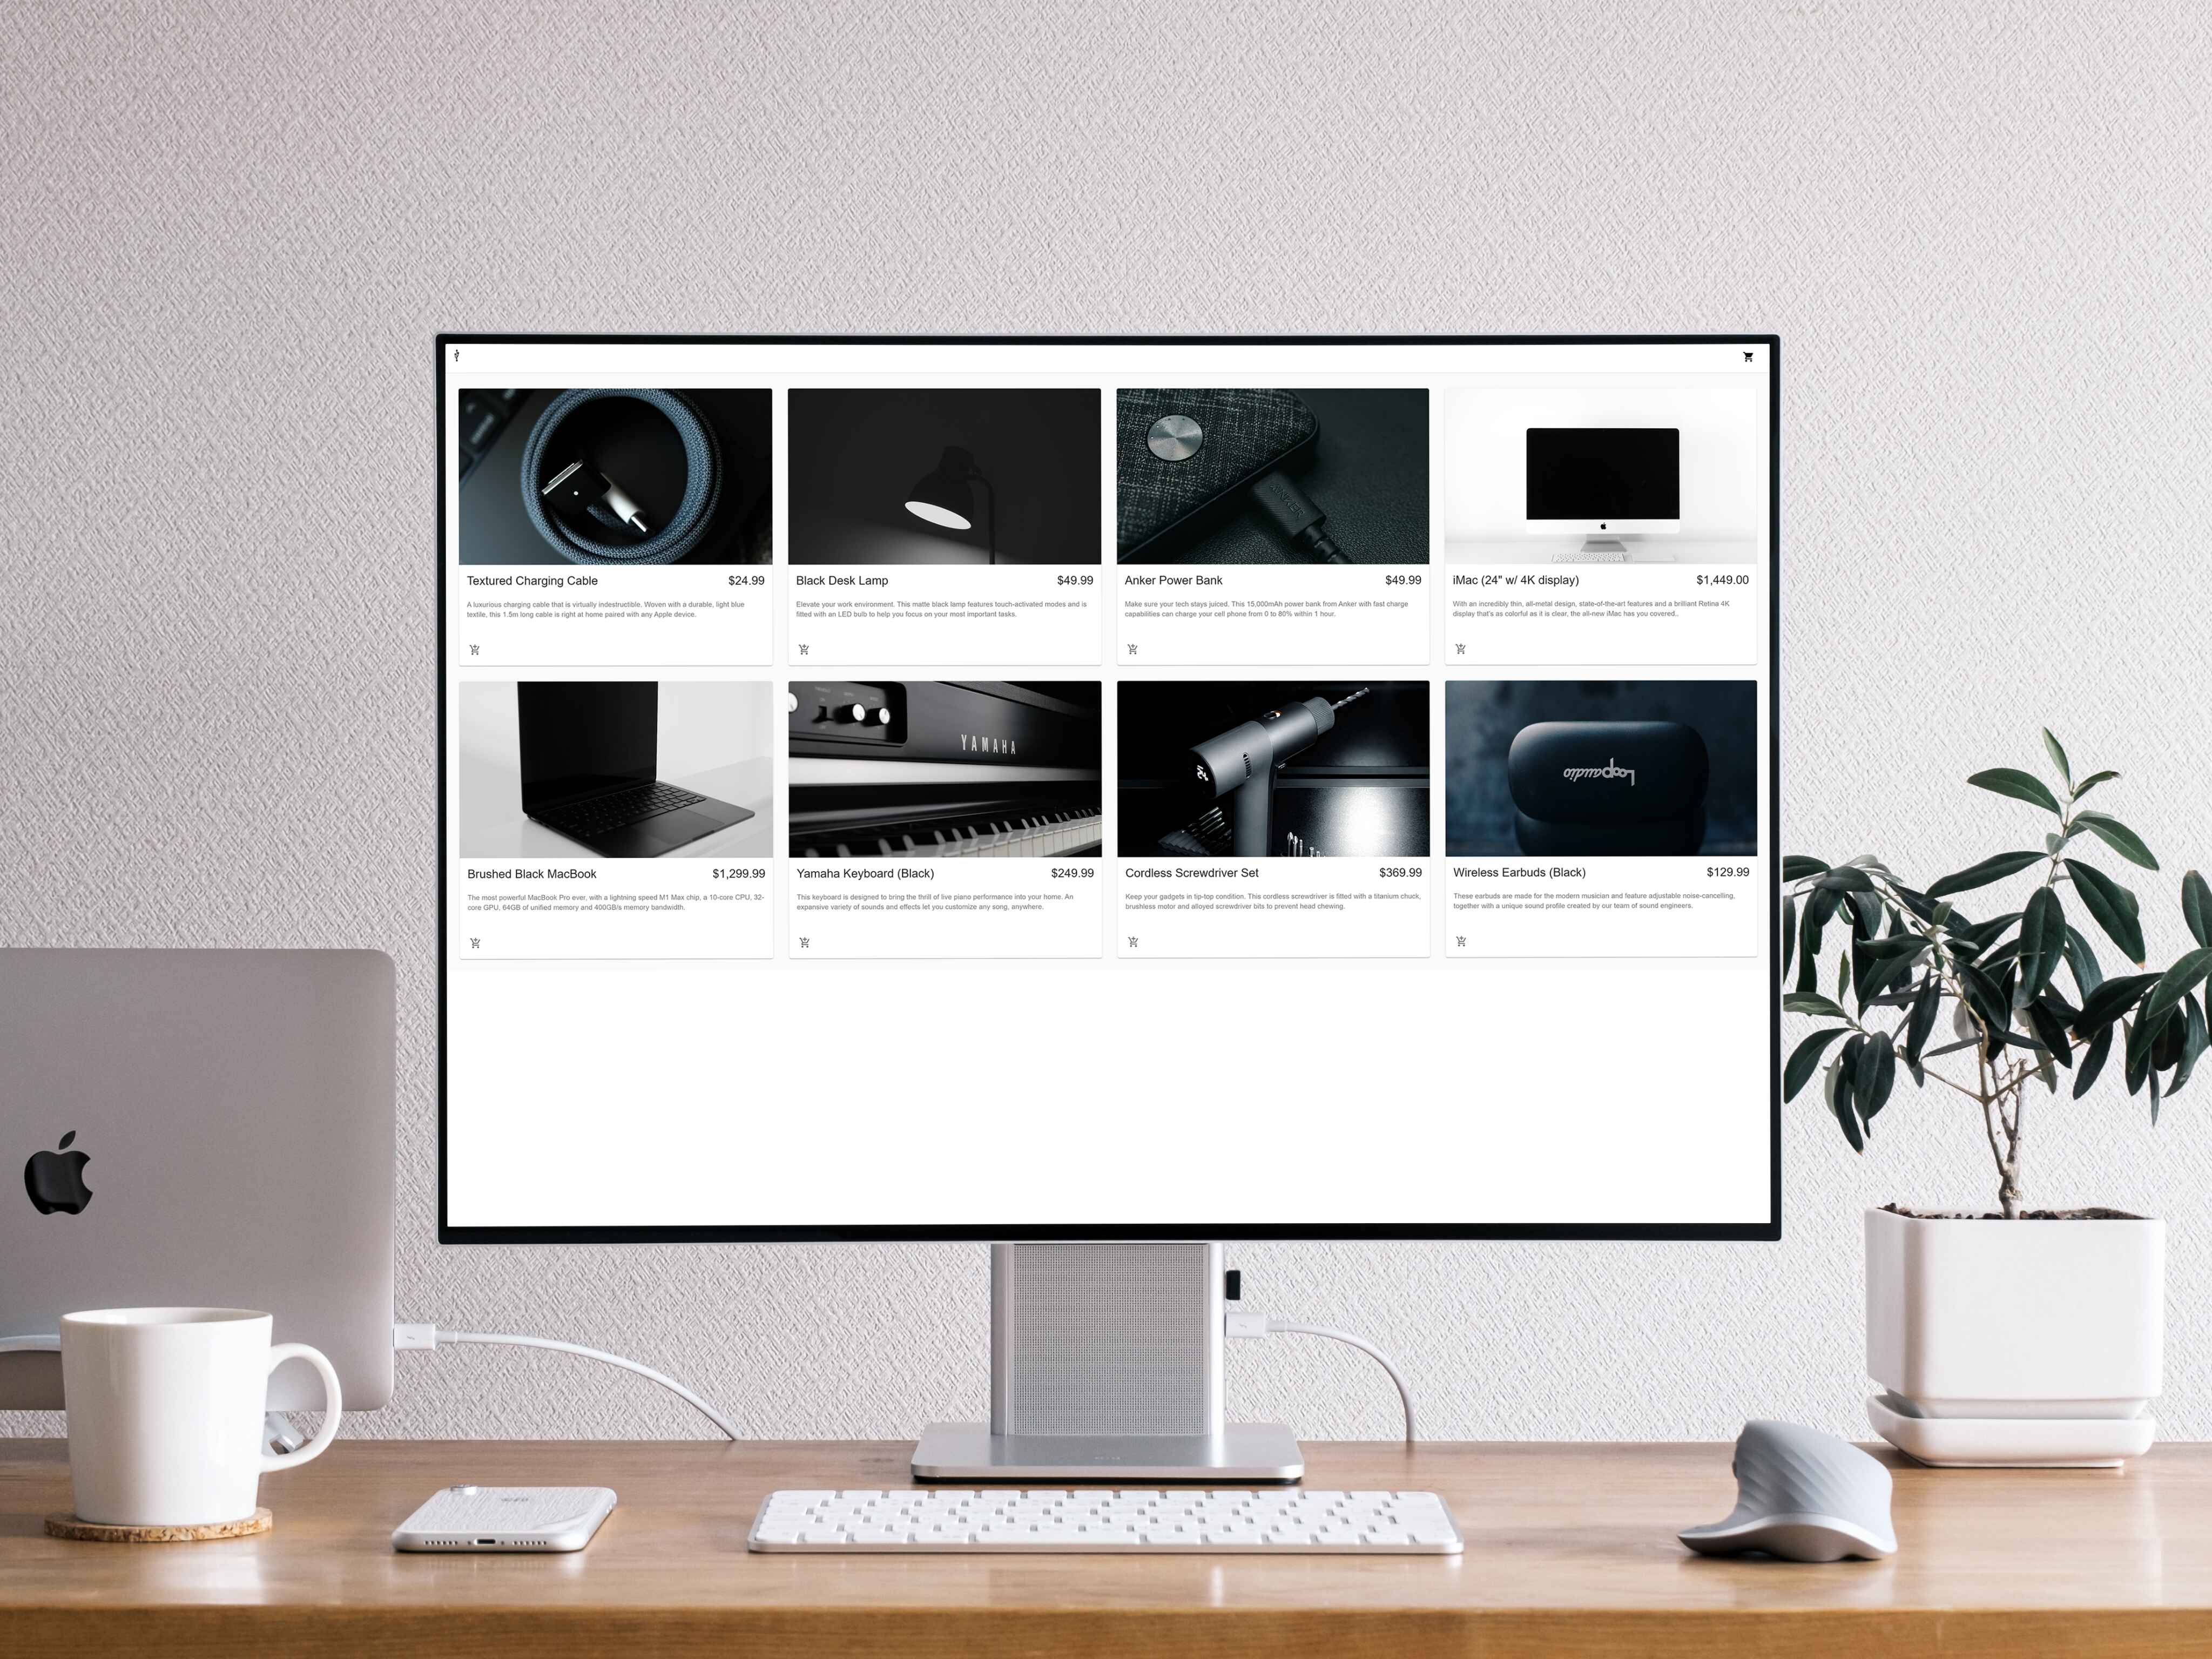 Textured Charging Cable $24.99
A luxurious charging cable that is virtually indestructible. Woven with a durable, light blue
textile, this 1.5m long cable is right at home paired with any Apple device.
Black Desk Lamp $49.99
Elevate your work environment. This matte black lamp features touch-activated modes and is
fitted with an LED bulb to help you focus on your most important tasks.
ANKER
Anker Power Bank $49.99
Make sure your tech stays juiced. This 15,000mAh power bank from Anker with fast charge
capabilities can charge your cell phone from 0 to 80% within 1 hour.
iMac (24" w/ 4K display) $1,449.00
With an incredibly thin, all-metal design, state-of-the-art features and a brilliant Retina 4K
display that's as colorful as it is clear, the all-new iMac has you covered..
Brushed Black MacBook $1,299.99
The most powerful MacBook Pro ever, with a lightning speed M1 Max chip, a 10-core CPU, 32-
core GPU, 64GB of unified memory and 400GB/s memory bandwidth.
YAMAHA
Yamaha Keyboard (Black) $249.99
This keyboard is designed to bring the thrill of live piano performance into your home. An
expansive variety of sounds and effects let you customize any song, anywhere.
Cordless Screwdriver Set $369.99
Keep your gadgets in tip-top condition. This cordless screwdriver is fitted with a titanium chuck,
brushless motor and alloyed screwdriver bits to prevent head chewing.
Loopaudio
Wireless Earbuds (Black) $129.99
These earbuds are made for the modern musician and feature adjustable noise-cancelling,
together with a unique sound profile created by our team of sound engineers.